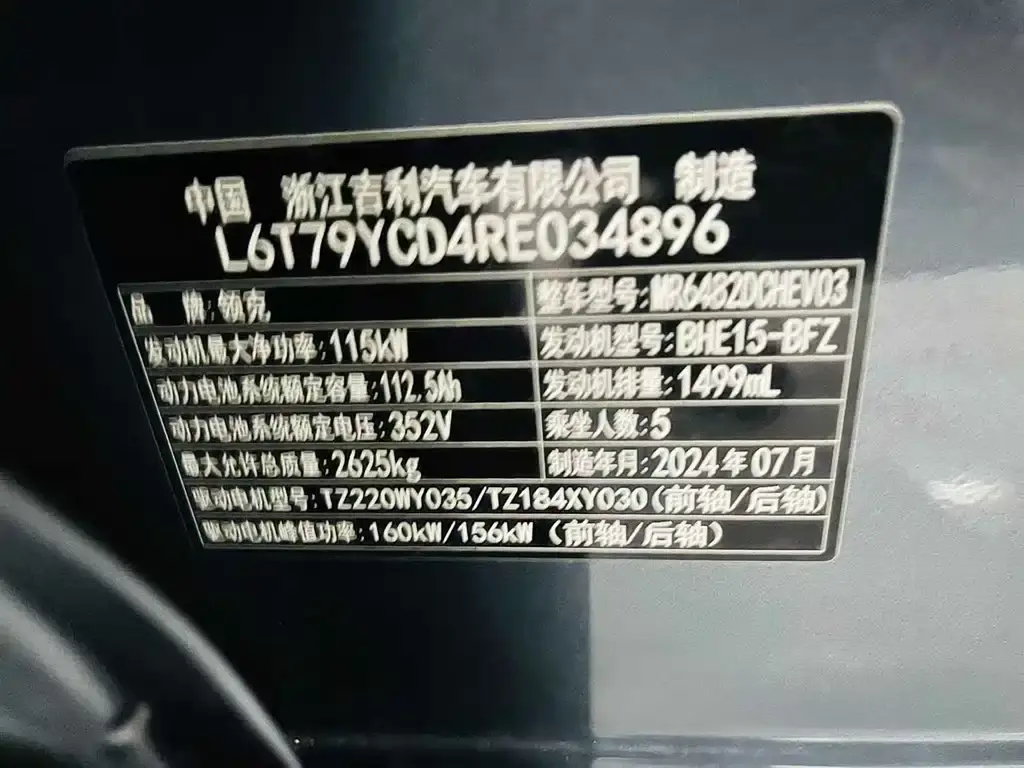 中国 浙江吉利汽车有限公司 制造
L6T79YCD4RE034896
品 牌:领克 整车型号:MR6482DCHEV03
发动机最大净功率:115kW 发动机型号:BHE15-BFZ
动力电池系统额定容量:112.5Ah 发动机排量:1499mL
动力电池系统额定电压:352V 乘坐人数:5
最大允许总质量:2625kg 制造年月:2024年07月
驱动电机型号:TZ220WY035/TZ184XY030(前轴/后轴)
驱动电机峰值功率:160kW/156kW (前轴/后轴)